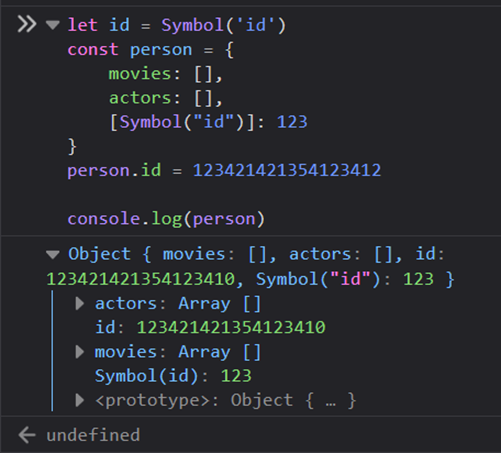 let id = Symbol('id')
const person = {
    movies: [],
    actors: [],
    [Symbol("id")]: 123
}
person.id = 123421421354123412

console.log(person)
Object { movies: [], actors: [], id:
123421421354123410, Symbol("id"): 123 }
actors: Array []
id: 123421421354123410
movies: Array []
Symbol(id): 123
<prototype>: Object { … }
undefined